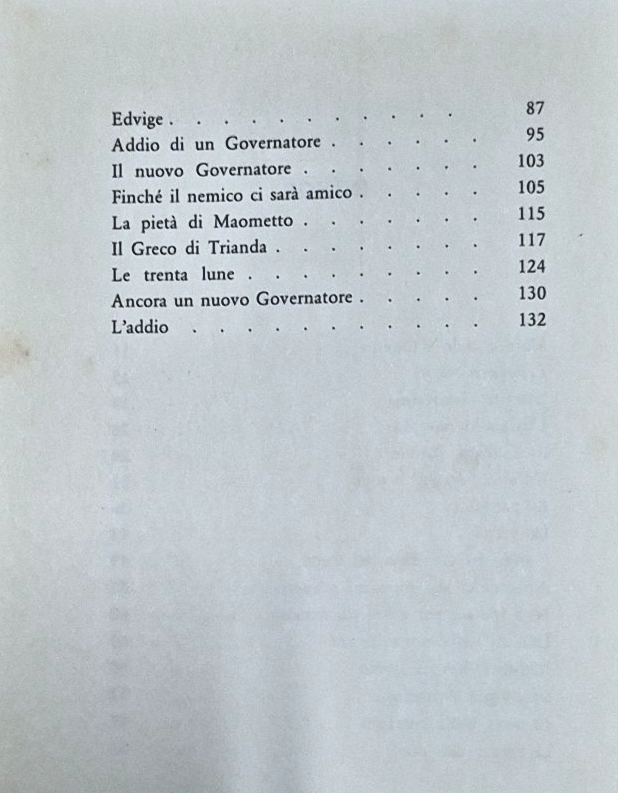 Edvige . . . . . . . . . . . 87
Addio di un Governatore . . . . . . 95
Il nuovo Governatore . . . . . . . 103
Finché il nemico ci sarà amico . . . . . 105
La pietà di Maometto . . . . . . . 115
Il Greco di Trianda . . . . . . . . 117
Le trenta lune . . . . . . . . . 124
Ancora un nuovo Governatore . . . . . 130
L'addio . . . . . . . . . . . 132